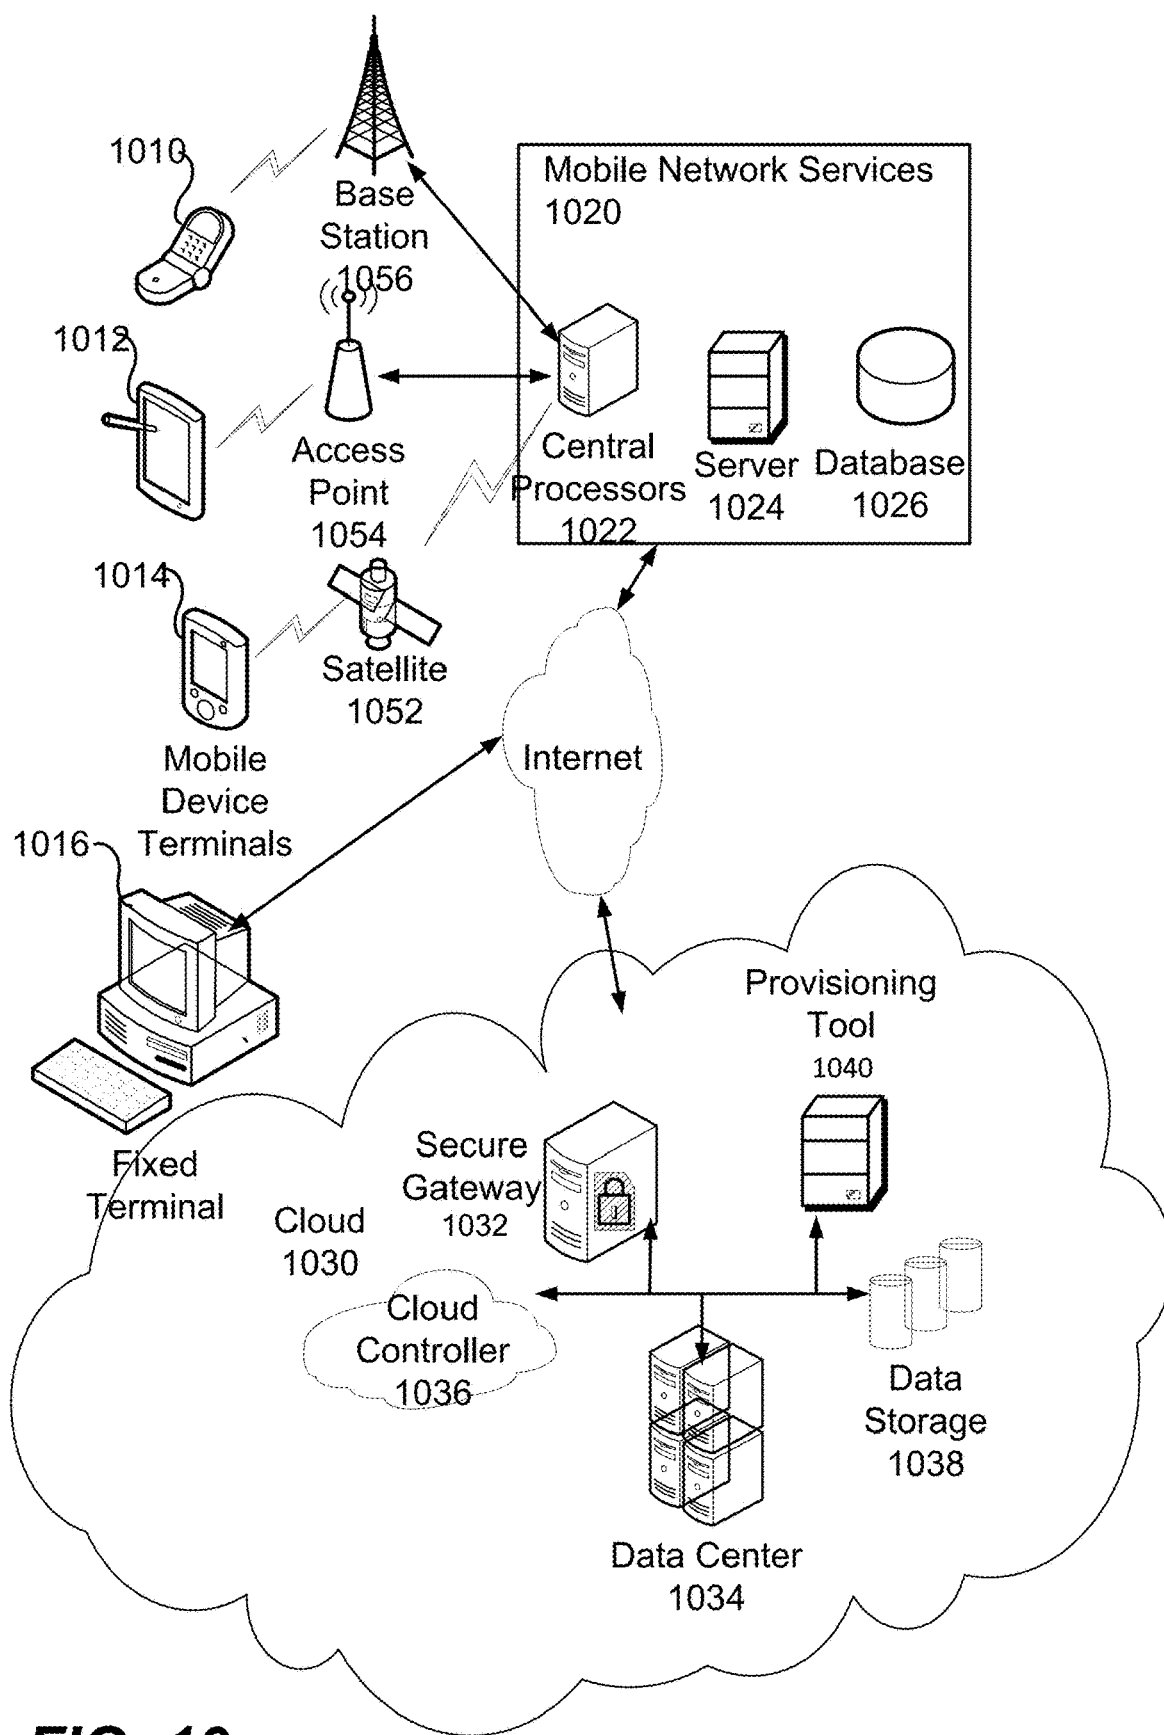 1010
Base
Station
1056
Mobile Network Services
1020
1012
Access
Point
1054
Central
Processors
1022
Server
1024
Database
1026
1014
Satellite
1052
Mobile
Device
Terminals
Internet
1016
Fixed
Terminal
Provisioning
Tool
1040
Secure
Gateway
1032
Cloud
1030
Cloud
Controller
1036
Data
Storage
1038
Data Center
1034
FIG. 10